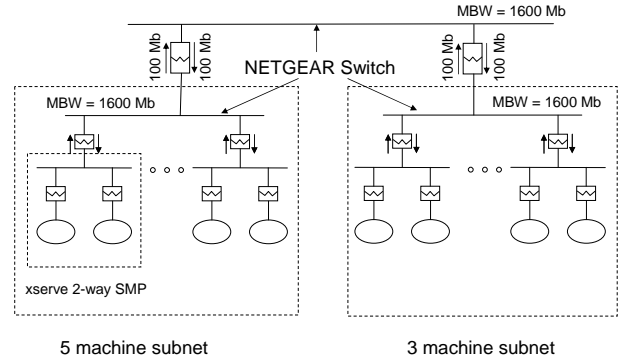 MBW = 1600 Mb
100 Mb
100 Mb
100 Mb
100 Mb
NETGEAR Switch
MBW = 1600 Mb
MBW = 1600 Mb
xserve 2-way SMP
5 machine subnet
3 machine subnet